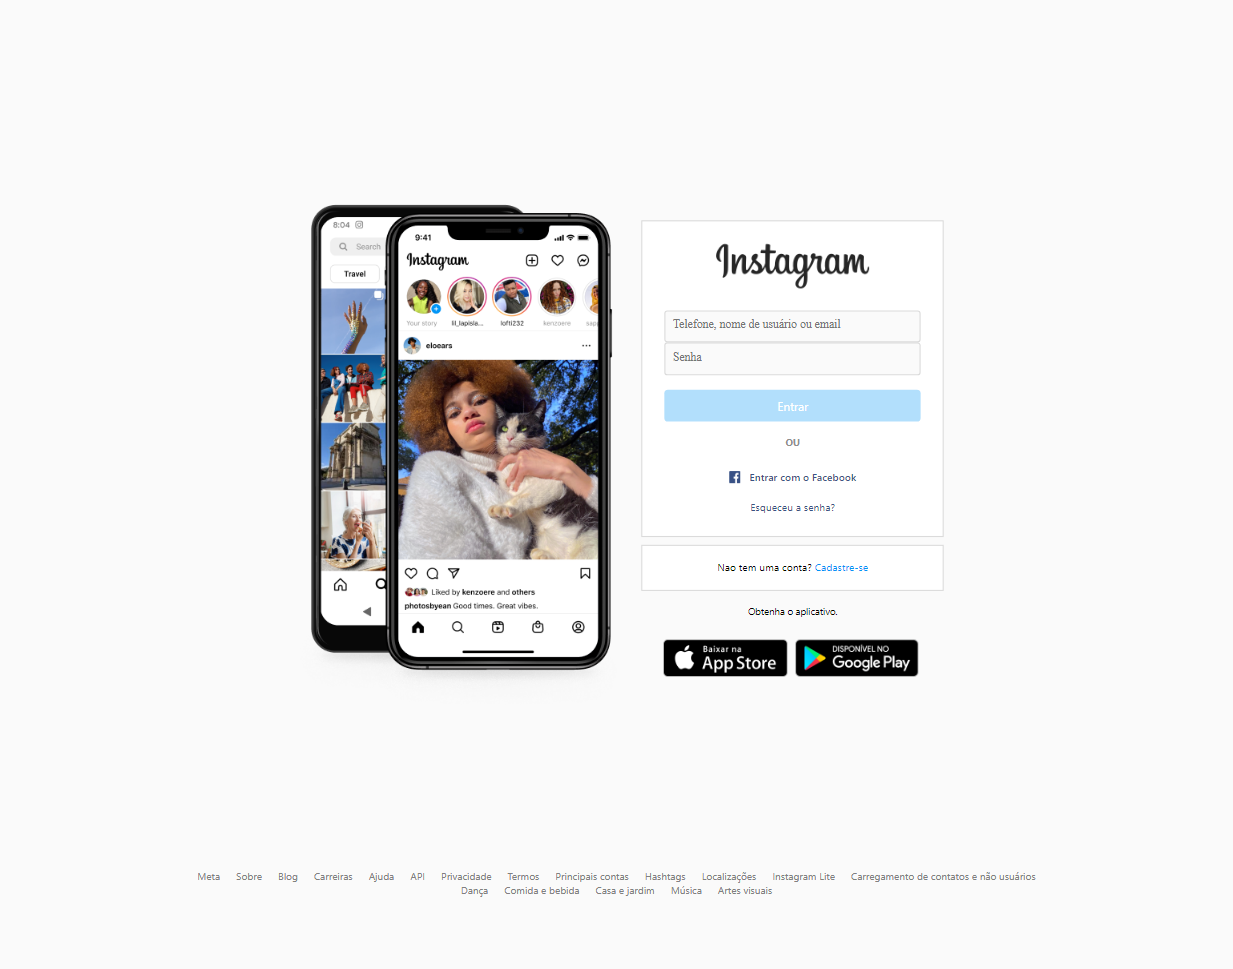 8:04
Search
Travel
9:41
Instagram
Your story
lil_lapisla...
lofti232
kenzoere
eloears
Liked by kenzoere and others
photosbyean Good times. Great vibes.
Instagram
Telefone, nome de usuário ou email
Senha
Entrar
OU
Entrar com o Facebook
Esqueceu a senha?
Nao tem uma conta? Cadastre-se
Obtenha o aplicativo.
Baixar na
App Store
DISPONÍVEL NO
Google Play
Meta Sobre Blog Carreiras Ajuda API Privacidade Termos Principais contas Hashtags Localizações Instagram Lite Carregamento de contatos e não usuários
Dança Comida e bebida Casa e jardim Música Artes visuais